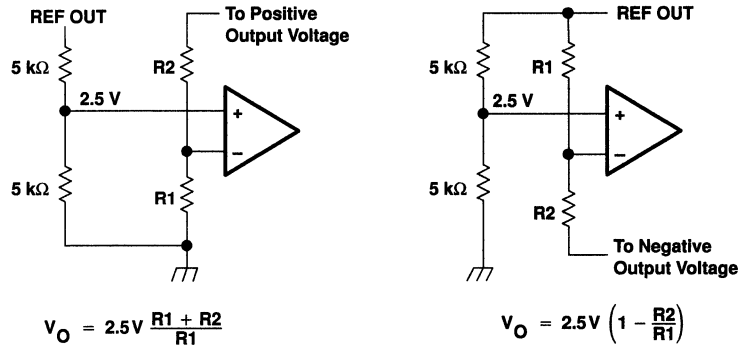 REF OUT
To Positive
Output Voltage
5 kΩ
R2
2.5 V
+
−
5 kΩ
R1
V_O = 2.5 V (R1 + R2)/R1
REF OUT
5 kΩ
R1
2.5 V
+
−
5 kΩ
R2
To Negative
Output Voltage
V_O = 2.5 V (1 − R2/R1)